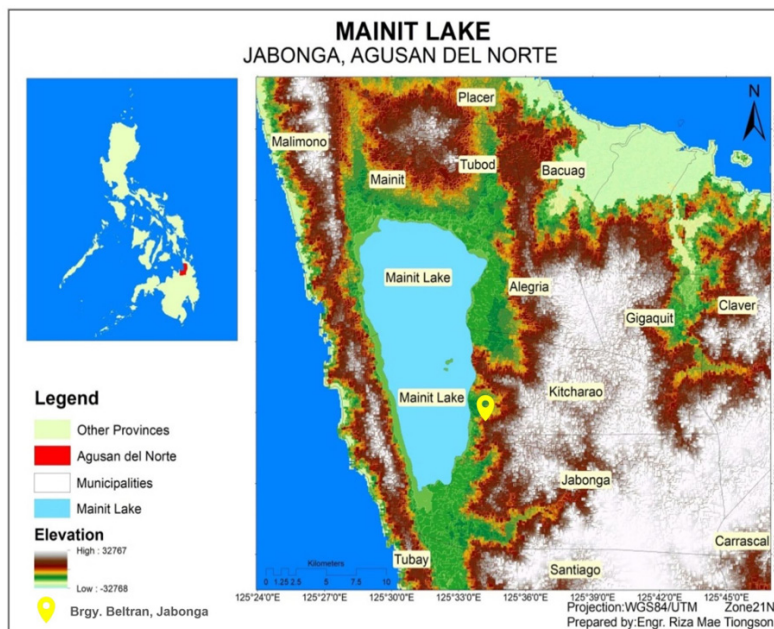 MAINIT LAKE
JABONGA, AGUSAN DEL NORTE
N
Placer
Malimono
Tubod
Mainit
Bacuag
Mainit Lake
Alegria
Claver
Gigaquit
Kitcharao
Mainit Lake
Jabonga
Carrascal
Tubay
Santiago
Kilometers
0 1.25 2.5 5 7.5 10
125°24'0"E 125°27'0"E 125°30'0"E 125°33'0"E 125°36'0"E 125°39'0"E 125°42'0"E 125°45'0"E
Legend
Other Provinces
Agusan del Norte
Municipalities
Mainit Lake
Elevation
High : 32767
Low : -32768
Brgy. Beltran, Jabonga
Projection:WGS84/UTM Zone21N
Prepared by:Engr. Riza Mae Tiongson